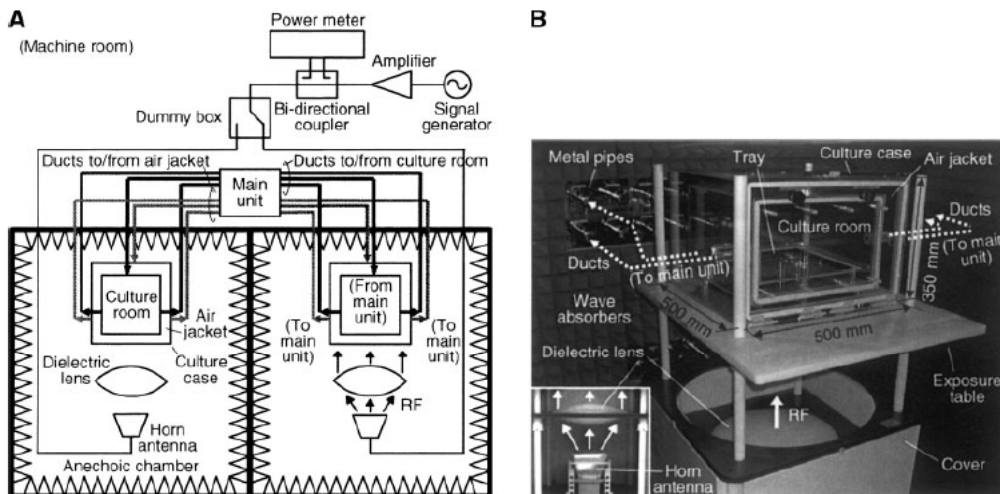 A
(Machine room)
Power meter
Amplifier
Dummy box
Bi-directional
coupler
Signal
generator
Ducts to/from air jacket
Ducts to/from culture room
Main
unit
Culture
room
Air
jacket
Culture
case
Dielectric
lens
Horn
antenna
Anechoic chamber
(From
main
unit)
(To
main
unit)
(To
main
unit)
RF
B
Metal pipes
Tray
Culture case
Air jacket
Culture room
Ducts
(To main unit)
Ducts
(To main unit)
Wave
absorbers
350 mm
500 mm
500 mm
Dielectric lens
Exposure
table
RF
Horn
antenna
Cover